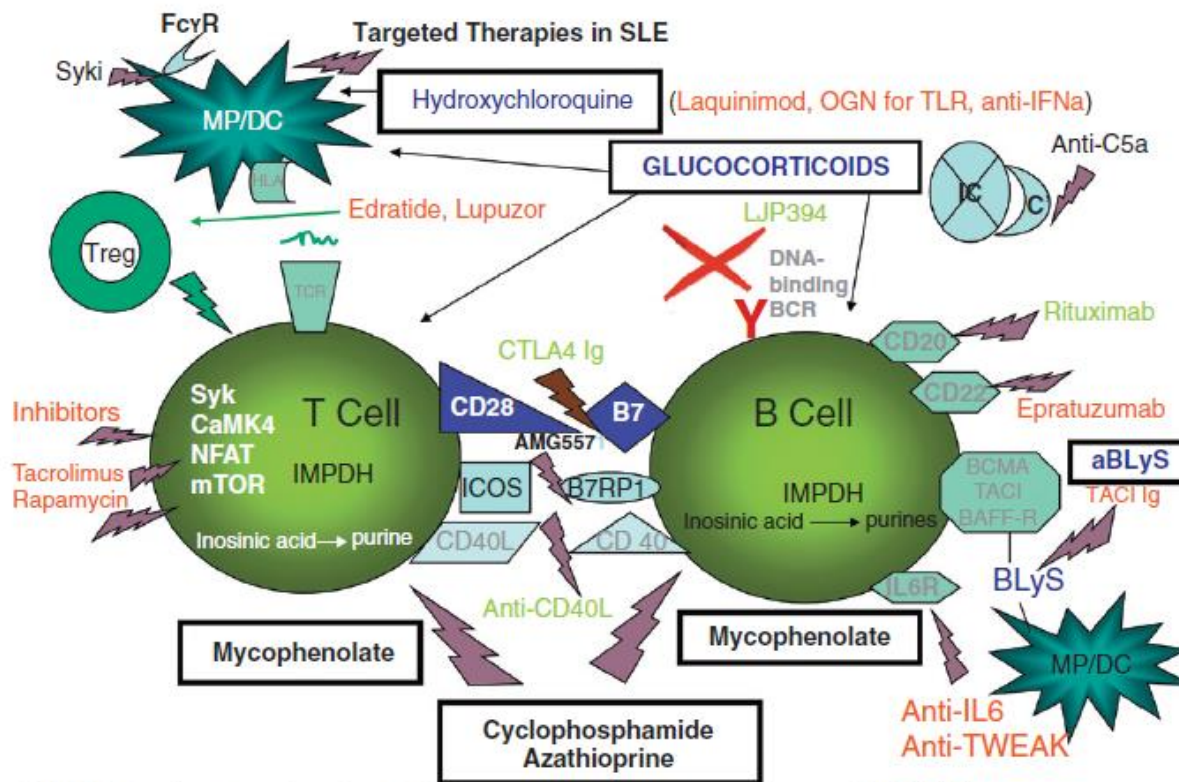 FcγR
Targeted Therapies in SLE
Syki
MP/DC
Hydroxychloroquine
(Laquinimod, OGN for TLR, anti-IFNa)
HLA
GLUCOCORTICOIDS
Anti-C5a
IC
C
Edratide, Lupuzor
LJP394
Treg
TCR
DNA-
binding
BCR
Y
Rituximab
CD20
CTLA4 Ig
CD22
Epratuzumab
Syk
CaMK4
NFAT
mTOR
T Cell
CD28
B7
B Cell
Inhibitors
AMG557
Tacrolimus
Rapamycin
IMPDH
ICOS
B7RP1
IMPDH
BCMA
TACI
BAFF-R
aBLyS
TACI Ig
Inosinic acid → purine
CD40L
CD 40
Inosinic acid → purines
IL6R
BLyS
Anti-CD40L
Mycophenolate
Mycophenolate
MP/DC
Anti-IL6
Anti-TWEAK
Cyclophosphamide
Azathioprine